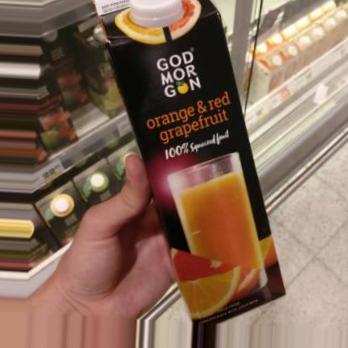 GOD
MOR
GON
orange & red
grapefruit
100% Squeezed fruit